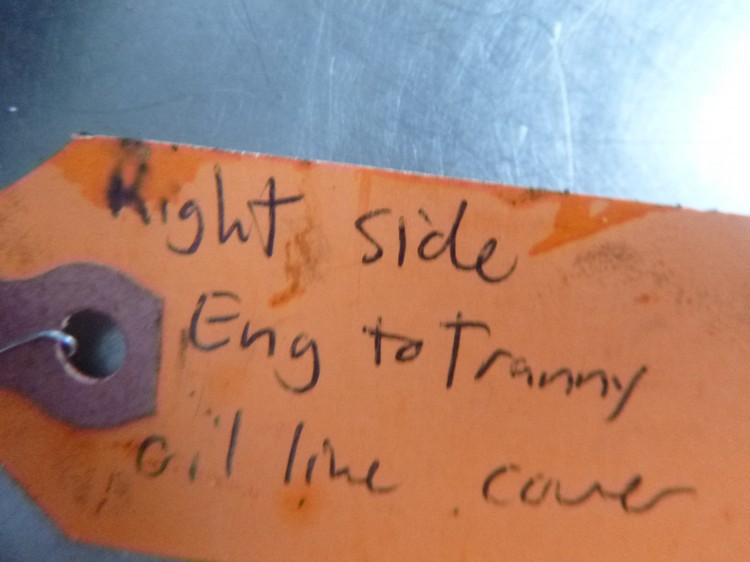 Right side
Eng to Tranny
oil line cover